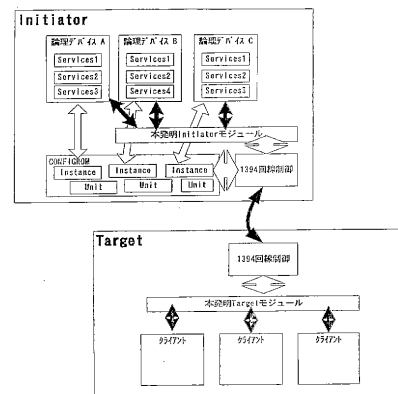 Initiator
論理デバイス A
論理デバイス B
論理デバイス C
Services1
Services2
Services3
Services1
Services2
Services4
Services1
Services2
Services3
本発明Initiatorモジュール
CONFIGROM
Instance
Instance
Instance
Unit
Unit
Unit
1394回線制御
Target
1394回線制御
本発明Targetモジュール
クライアント
クライアント
クライアント